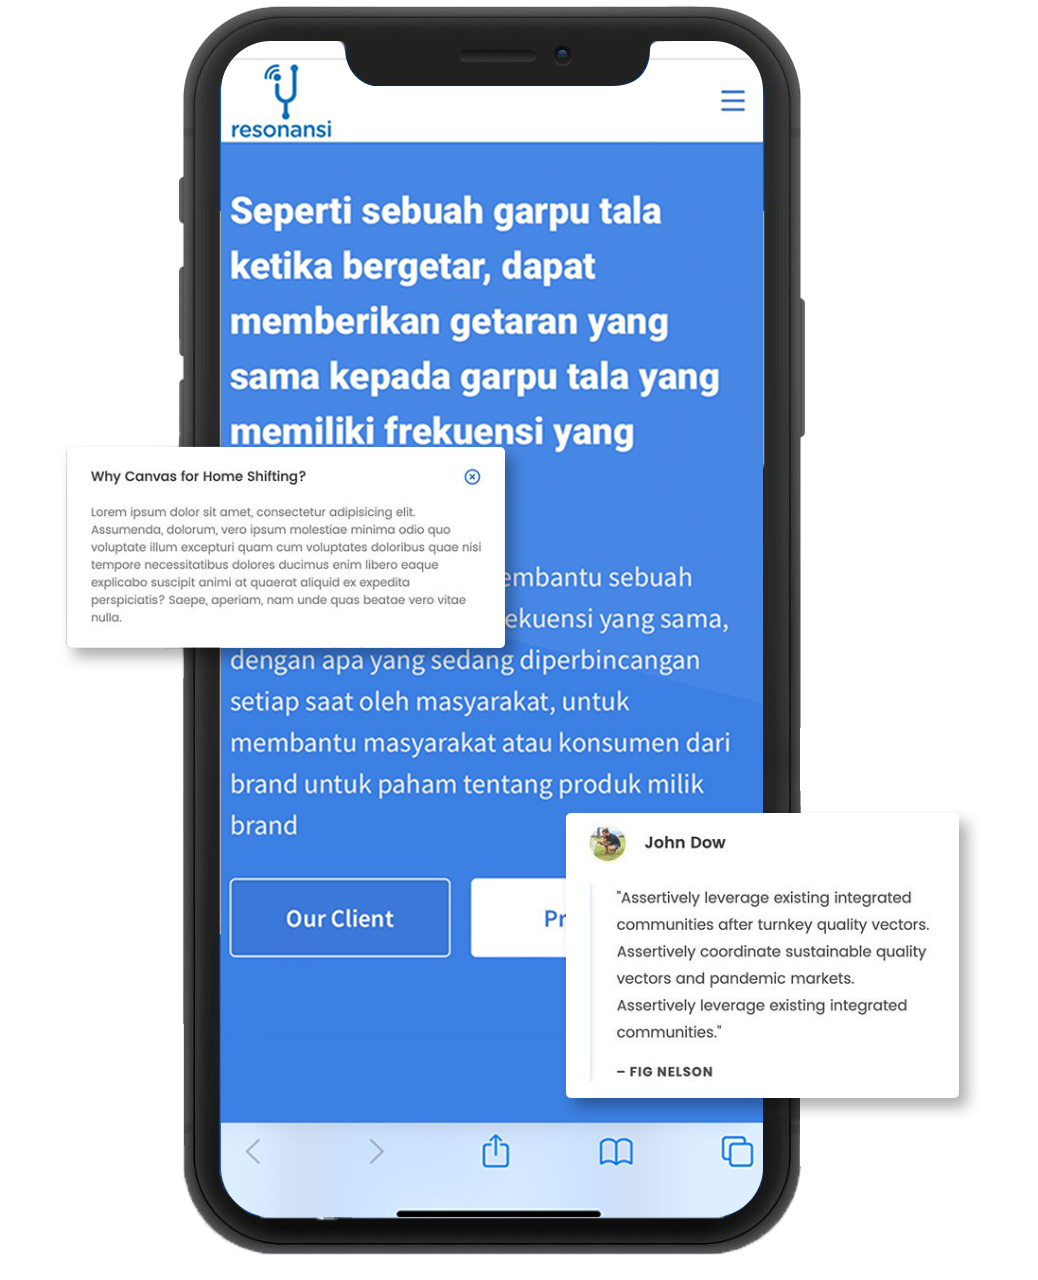 resonansi
Seperti sebuah garpu tala
ketika bergetar, dapat
memberikan getaran yang
sama kepada garpu tala yang
memiliki frekuensi yang
Why Canvas for Home Shifting?
Lorem ipsum dolor sit amet, consectetur adipisicing elit.
Assumenda, dolorum, vero ipsum molestiae minima odio quo
voluptate illum excepturi quam cum voluptates doloribus quae nisi
tempore necessitatibus dolores ducimus enim libero eaque
explicabo suscipit animi at quaerat aliquid ex expedita
perspiciatis? Saepe, aperiam, nam unde quas beatae vero vitae
nulla.
embantu sebuah
ekuensi yang sama,
dengan apa yang sedang diperbincangan
setiap saat oleh masyarakat, untuk
membantu masyarakat atau konsumen dari
brand untuk paham tentang produk milik
brand
Our Client
Pr
John Dow
"Assertively leverage existing integrated
communities after turnkey quality vectors.
Assertively coordinate sustainable quality
vectors and pandemic markets.
Assertively leverage existing integrated
communities."
– FIG NELSON